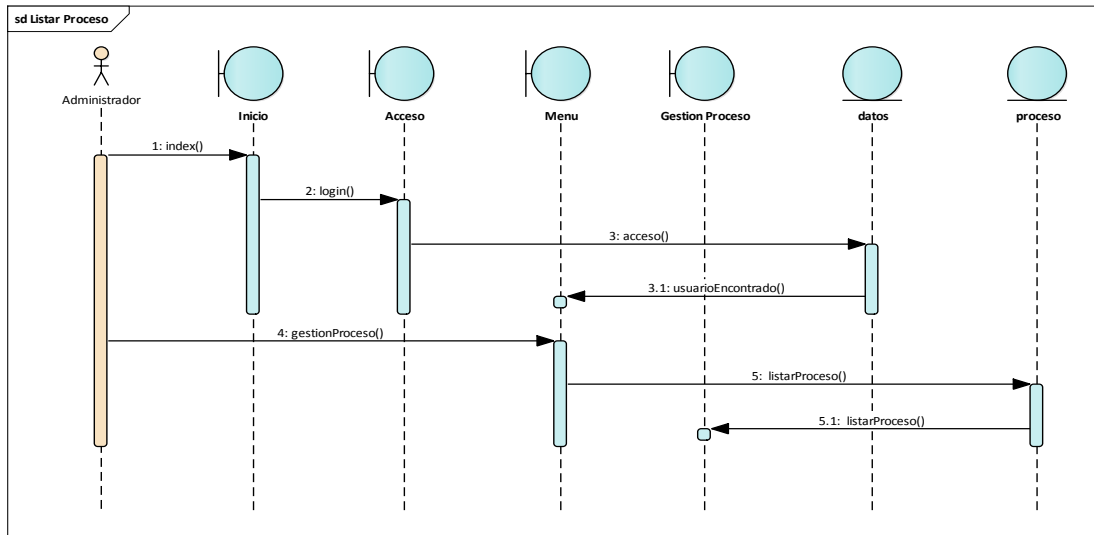 sd Listar Proceso
Administrador
Inicio
Acceso
Menu
Gestion Proceso
datos
proceso
1: index()
2: login()
3: acceso()
3.1: usuarioEncontrado()
4: gestionProceso()
5: listarProceso()
5.1: listarProceso()